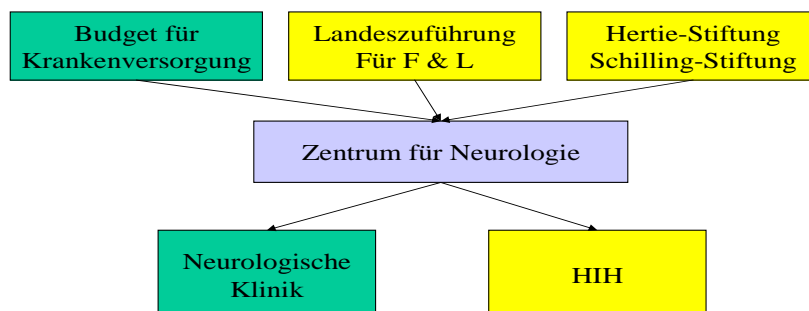 Budget für
Krankenversorgung
Landeszuführung
Für F & L
Hertie-Stiftung
Schilling-Stiftung
Zentrum für Neurologie
Neurologische
Klinik
HIH